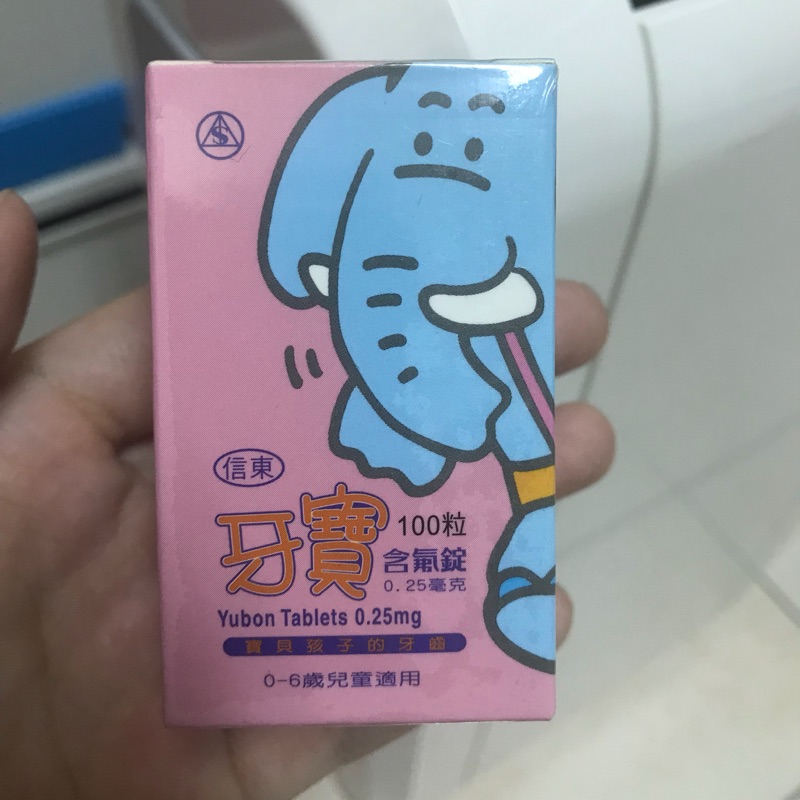 信東
牙寶 100粒
含氟錠
0.25毫克
Yubon Tablets 0.25mg
寶貝孩子的牙齒
0-6歲兒童適用